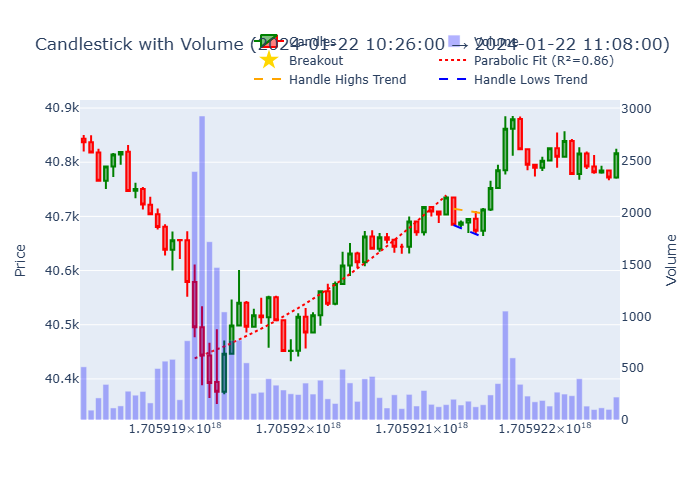 Candlestick with Volume (2024-01-22 10:26:00 → 2024-01-22 11:08:00)
Candles Volume
Breakout Parabolic Fit (R²=0.86)
Handle Highs Trend Handle Lows Trend
40.9k 3000
40.8k 2500
40.7k 2000
40.6k 1500
40.5k 1000
40.4k 500
0
Price
Volume
1.705919×10¹⁸ 1.70592×10¹⁸ 1.705921×10¹⁸ 1.705922×10¹⁸